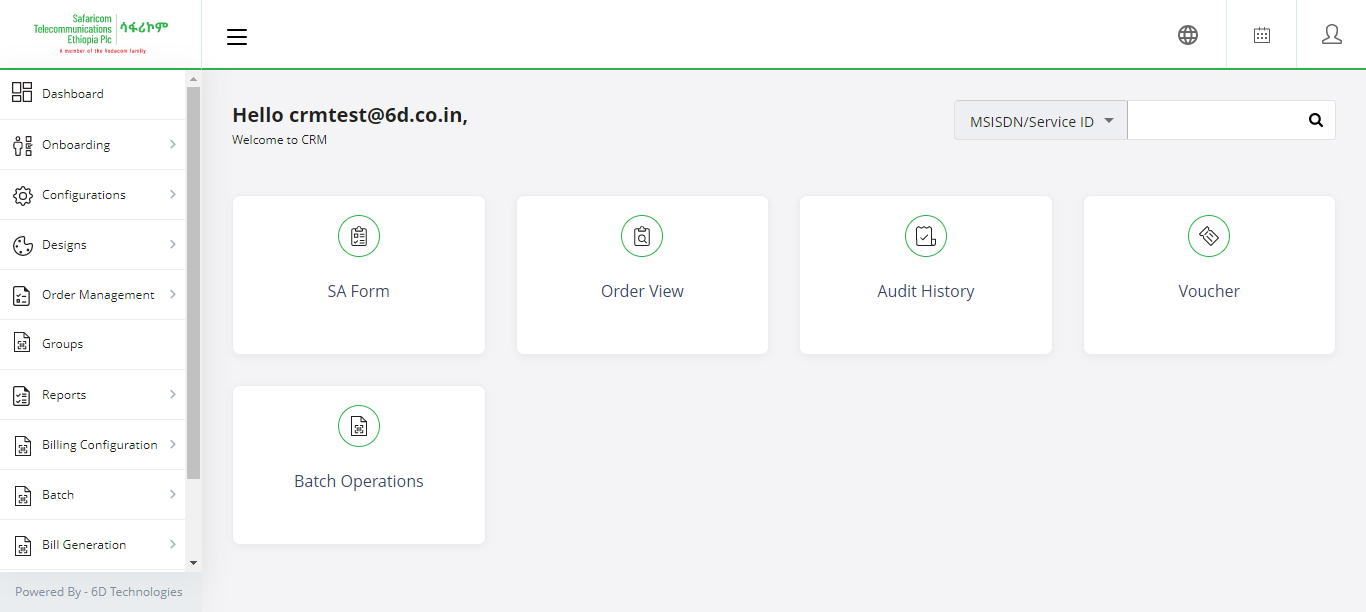 Safaricom
Telecommunications
Ethiopia Plc
ሳፋሪኮም
A member of the Vodacom family
Dashboard
Onboarding
Configurations
Designs
Order Management
Groups
Reports
Billing Configuration
Batch
Bill Generation
Powered By - 6D Technologies
Hello crmtest@6d.co.in,
Welcome to CRM
MSISDN/Service ID
SA Form
Order View
Audit History
Voucher
Batch Operations